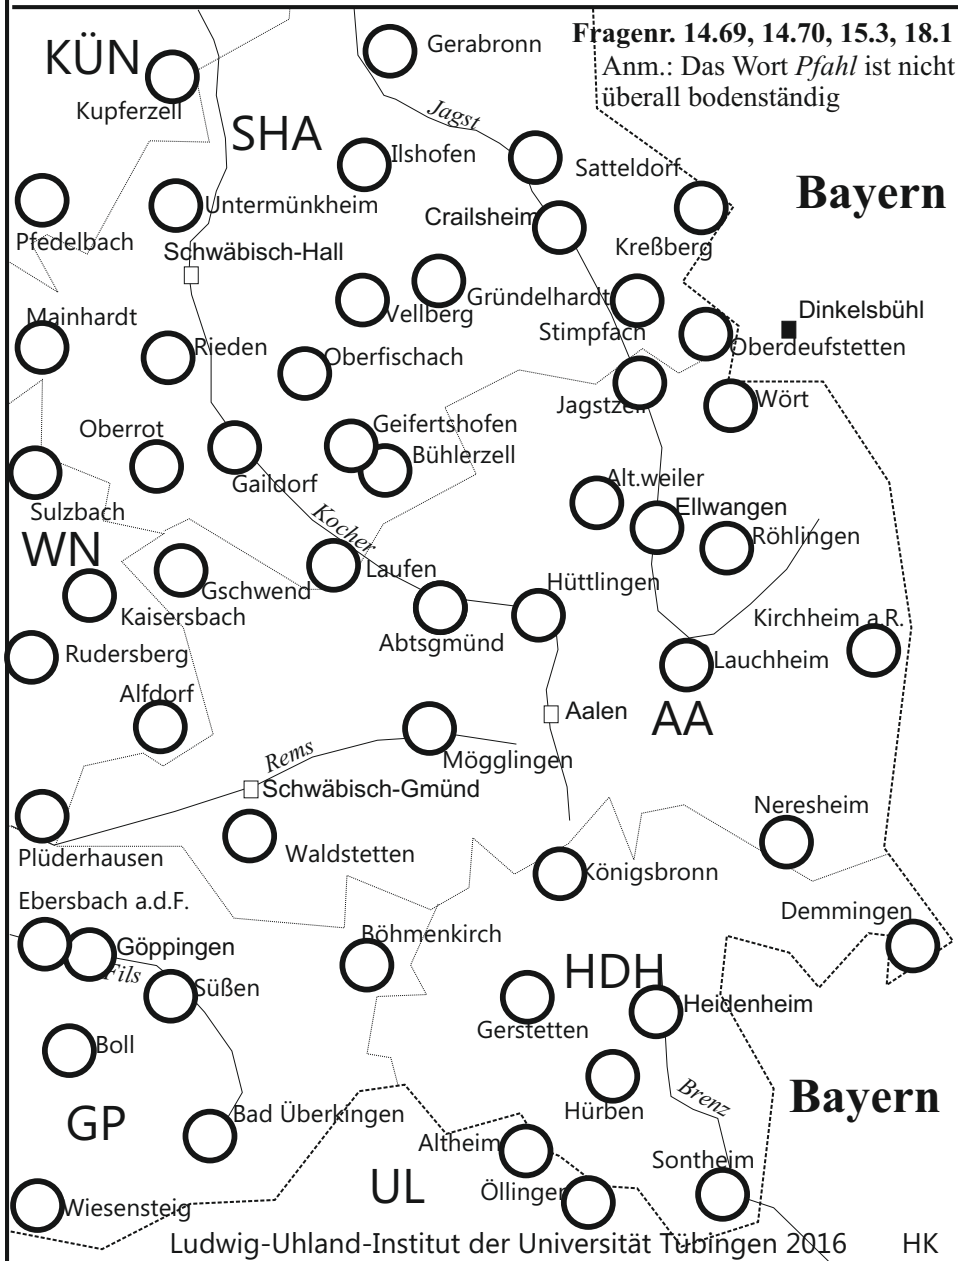 Fragenr. 14.69, 14.70, 15.3, 18.1
Anm.: Das Wort Pfahl ist nicht
überall bodenständig
KÜN
Gerabronn
Kupferzell
Jagst
SHA
Ilshofen
Satteldorf
Bayern
Untermünkheim
Crailsheim
Pfedelbach
Kreßberg
Schwäbisch-Hall
Gründelhardt
Dinkelsbühl
Mainhardt
Vellberg
Stimpfach
Rieden
Oberfischach
Oberdeufstetten
Jagstzell
Wört
Oberrot
Geifertshofen
Bühlerzell
Gaildorf
Alt.weiler
Sulzbach
Kocher
Ellwangen
WN
Röhlingen
Laufen
Hüttlingen
Gschwend
Kaisersbach
Kirchheim a.R.
Abtsgmünd
Rudersberg
Lauchheim
Alfdorf
Aalen
AA
Rems
Mögglingen
Schwäbisch-Gmünd
Neresheim
Plüderhausen
Waldstetten
Königsbronn
Ebersbach a.d.F.
Demmingen
Göppingen
Böhmenkirch
Fils
HDH
Süßen
Heidenheim
Gerstetten
Boll
Brenz
Bayern
GP
Bad Überkingen
Hürben
Altheim
Sontheim
UL
Öllingen
Wiesensteig
Ludwig-Uhland-Institut der Universität Tübingen 2016 HK